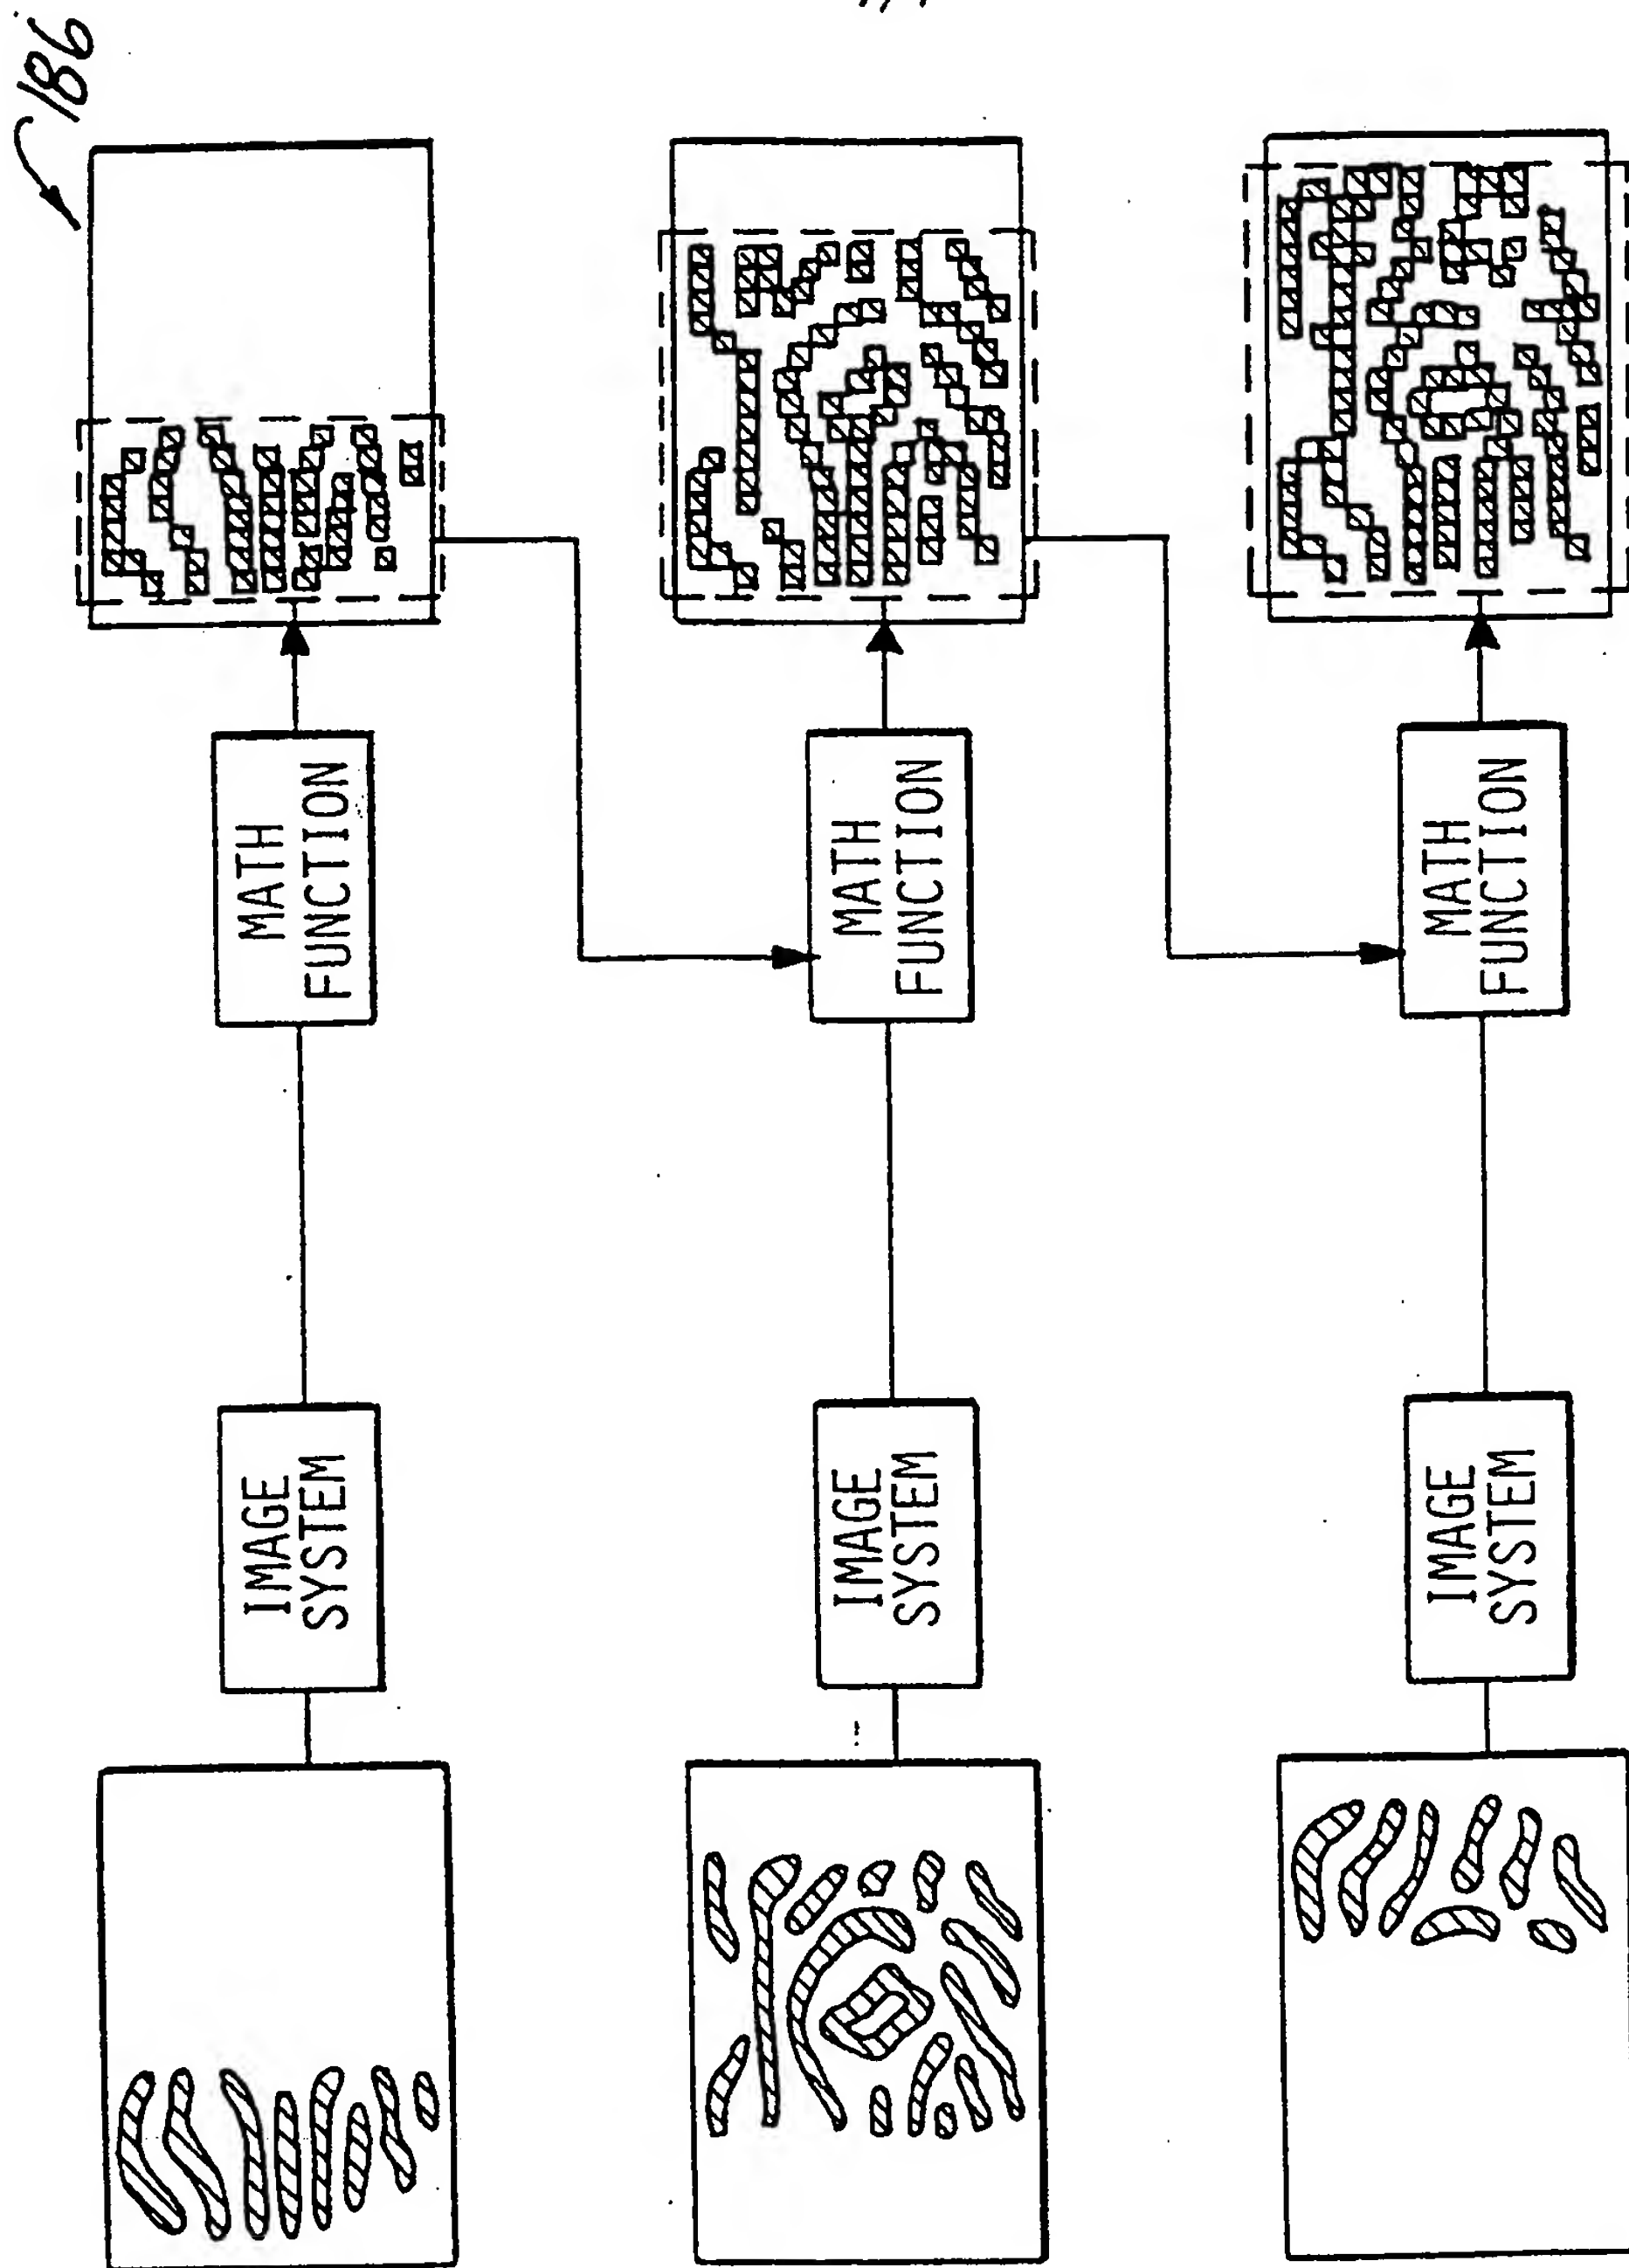 186
MATH
FUNCTION
MATH
FUNCTION
MATH
FUNCTION
IMAGE
SYSTEM
IMAGE
SYSTEM
IMAGE
SYSTEM